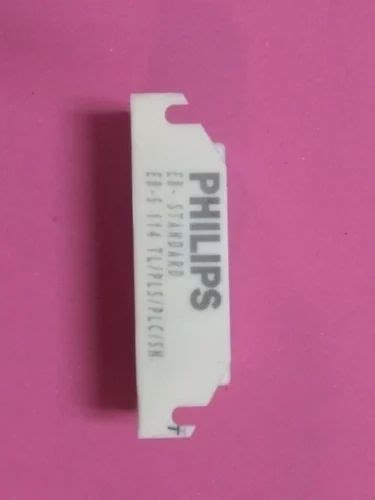 PHILIPS
EB- STANDARD
EB-S 114 TL/PLS/PLC/SH
T